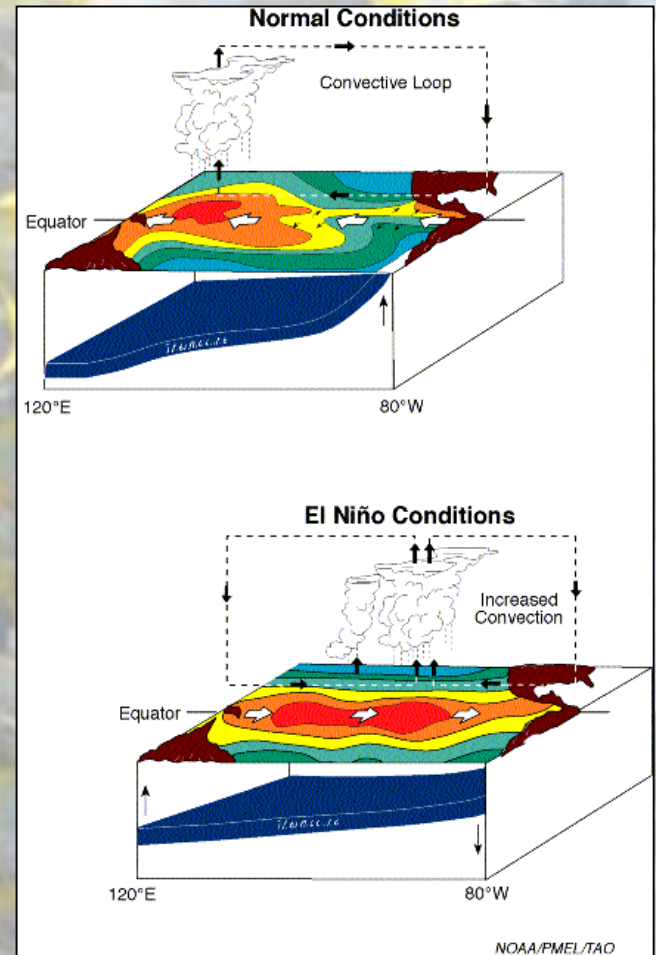 Normal Conditions
Convective Loop
Equator
120°E
80°W
El Niño Conditions
Increased
Convection
Equator
120°E
80°W
NOAA/PMEL/TAO